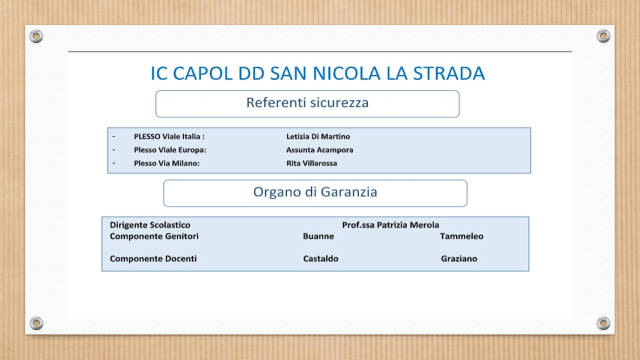 IC CAPOL DD SAN NICOLA LA STRADA
Referenti sicurezza
- PLESSO Viale Italia : Letizia Di Martino
- Plesso Viale Europa: Assunta Acampora
- Plesso Via Milano: Rita Villarossa
Organo di Garanzia
Dirigente Scolastico Prof.ssa Patrizia Merola
Componente Genitori Buanne Tammeleo
Componente Docenti Castaldo Graziano